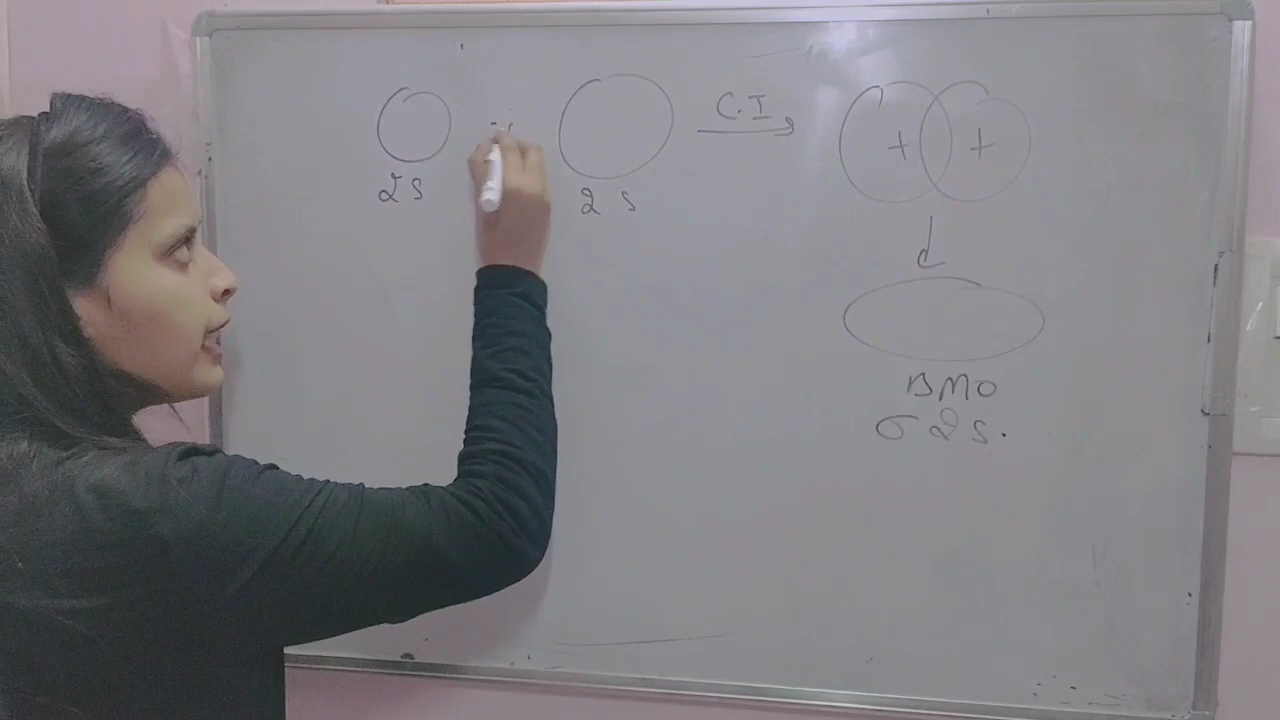 C.I
+ +
2s 2s
BMO
σ2s.